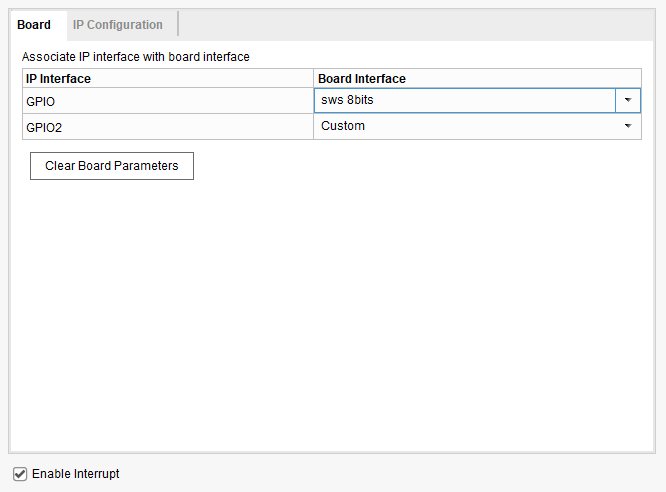 Board IP Configuration
Associate IP interface with board interface
IP Interface Board Interface
GPIO sws 8bits
GPIO2 Custom
Clear Board Parameters
Enable Interrupt